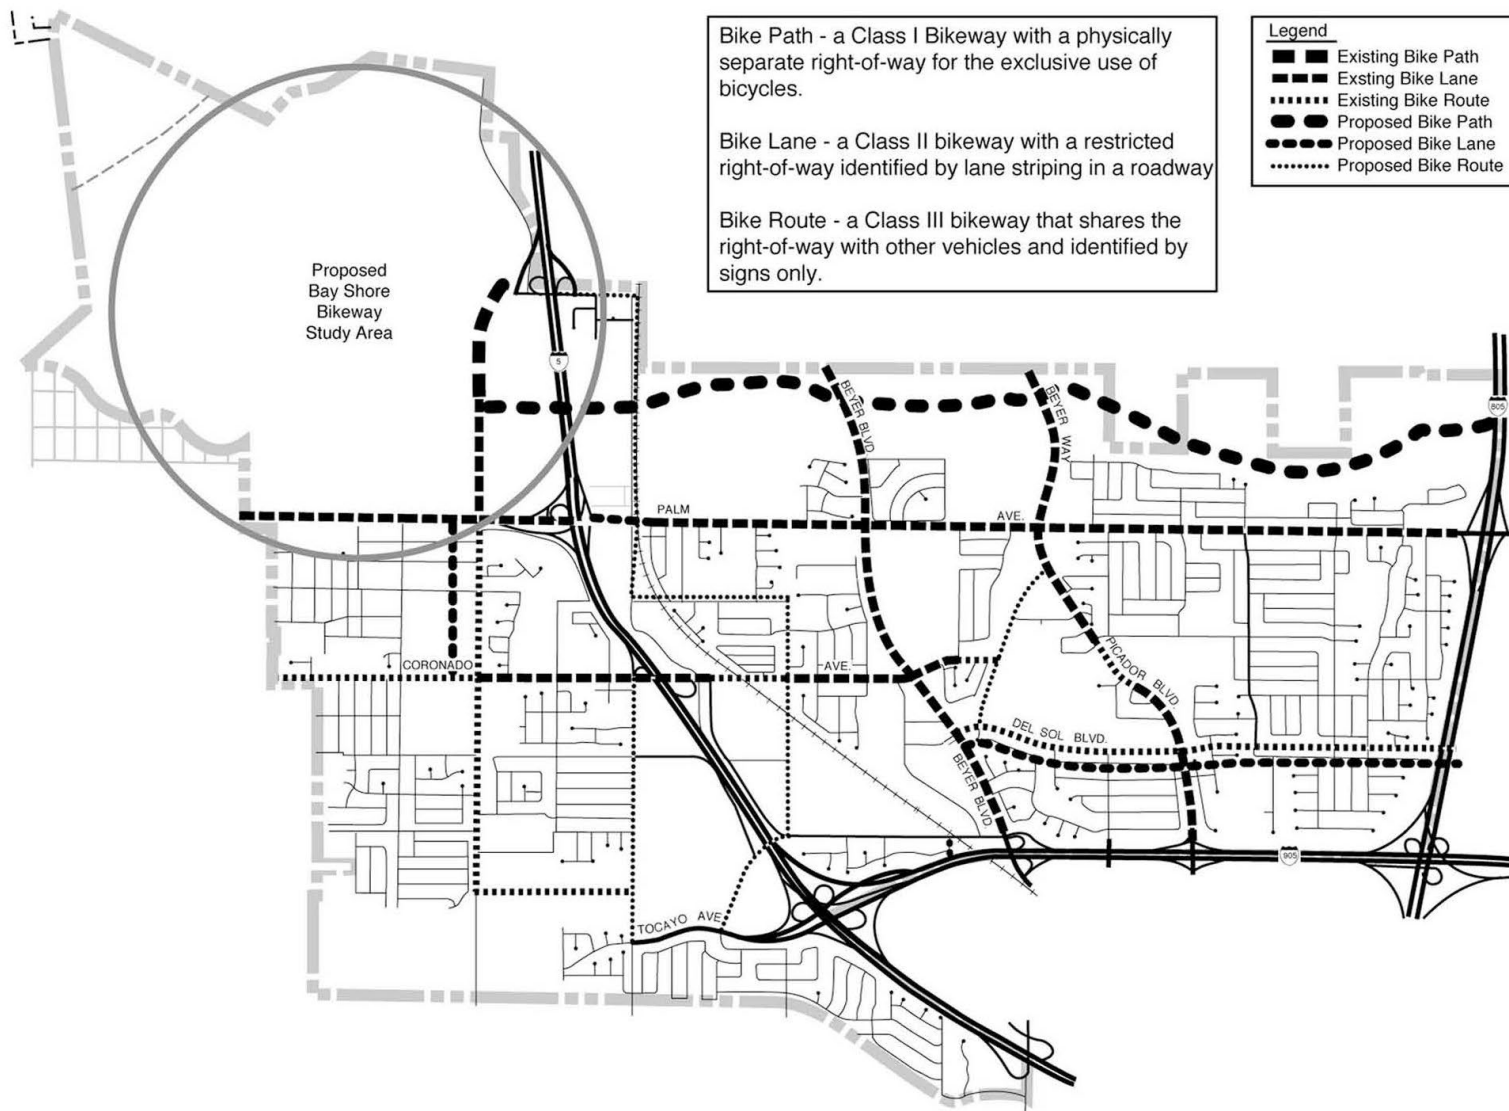 Bike Path - a Class I Bikeway with a physically
separate right-of-way for the exclusive use of
bicycles.
Bike Lane - a Class II bikeway with a restricted
right-of-way identified by lane striping in a roadway
Bike Route - a Class III bikeway that shares the
right-of-way with other vehicles and identified by
signs only.
Legend
Existing Bike Path
Exsting Bike Lane
Existing Bike Route
Proposed Bike Path
Proposed Bike Lane
Proposed Bike Route
Proposed
Bay Shore
Bikeway
Study Area
5
BEYER BLVD.
BEYER WAY
805
PALM AVE.
CORONADO AVE.
PICADOR BLVD.
DEL SOL BLVD.
BEYER BLVD.
905
TOCAYO AVE.